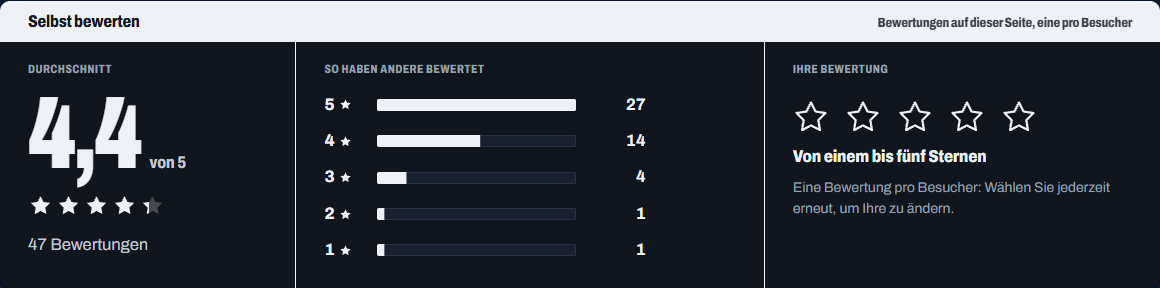 Selbst bewerten
Bewertungen auf dieser Seite, eine pro Besucher
DURCHSCHNITT
4,4 von 5
47 Bewertungen
SO HABEN ANDERE BEWERTET
5 ★ 27
4 ★ 14
3 ★ 4
2 ★ 1
1 ★ 1
IHRE BEWERTUNG
Von einem bis fünf Sternen
Eine Bewertung pro Besucher: Wählen Sie jederzeit
erneut, um Ihre zu ändern.